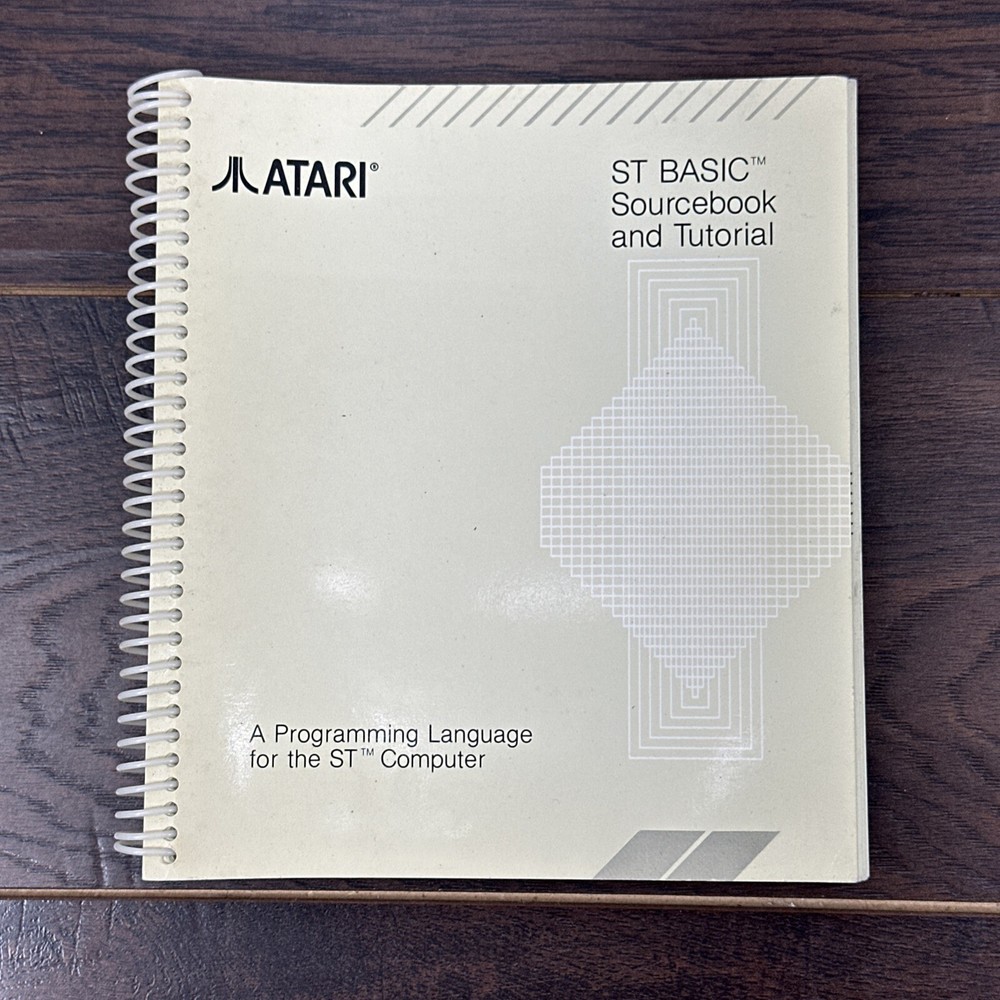 ATARI®
ST BASIC™
Sourcebook
and Tutorial
A Programming Language
for the ST™ Computer